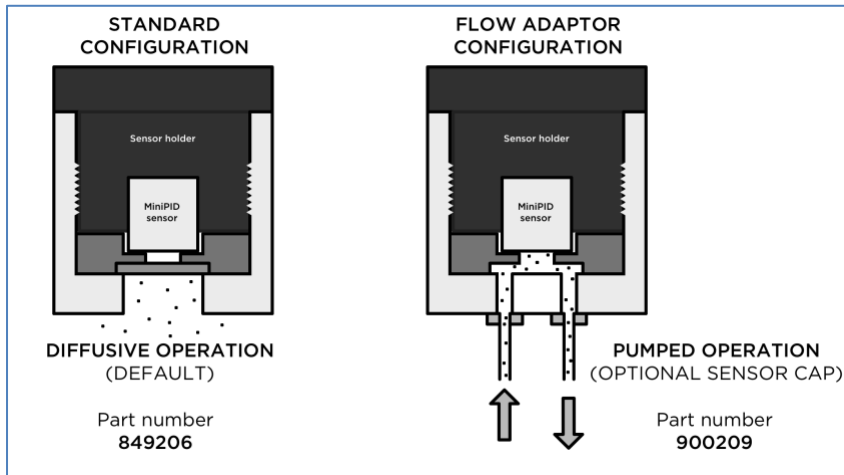 STANDARD
CONFIGURATION
Sensor holder
MiniPID
sensor
DIFFUSIVE OPERATION
(DEFAULT)
Part number
849206
FLOW ADAPTOR
CONFIGURATION
Sensor holder
MiniPID
sensor
PUMPED OPERATION
(OPTIONAL SENSOR CAP)
Part number
900209